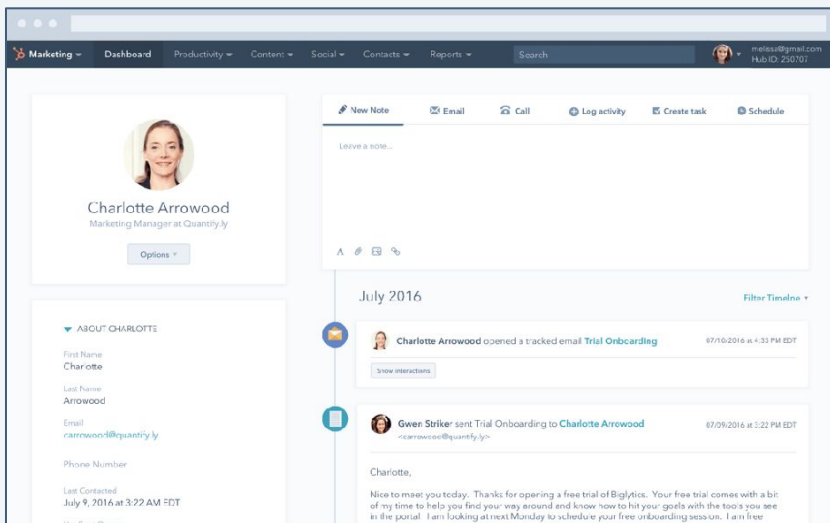 Marketing
Dashboard
Productivity
Content
Social
Contacts
Reports
Search
melissa@gmail.com
Hub ID: 250707
Charlotte Arrowood
Marketing Manager at Quantify.ly
Options
ABOUT CHARLOTTE
First Name
Charlotte
Last Name
Arrowood
Email
carrowood@quantify.ly
Phone Number
Last Contacted
July 9, 2016 at 3:22 AM EDT
New Note
Email
Call
Log activity
Create task
Schedule
Leave a note...
July 2016
Filter Timeline
Charlotte Arrowood opened a tracked email Trial Onboarding
07/10/2016 at 4:33 PM EDT
Show interactions
Gwen Striker sent Trial Onboarding to Charlotte Arrowood
07/09/2016 at 3:22 PM EDT
<carrowood@quantify.ly>
Charlotte,
Nice to meet you today. Thanks for opening a free trial of Biglytics. Your free trial comes with a bit
of my time to help you find your way around and know how to hit your goals with the tools you see
in the portal. I am looking at next Monday to schedule your free onboarding session. I am free